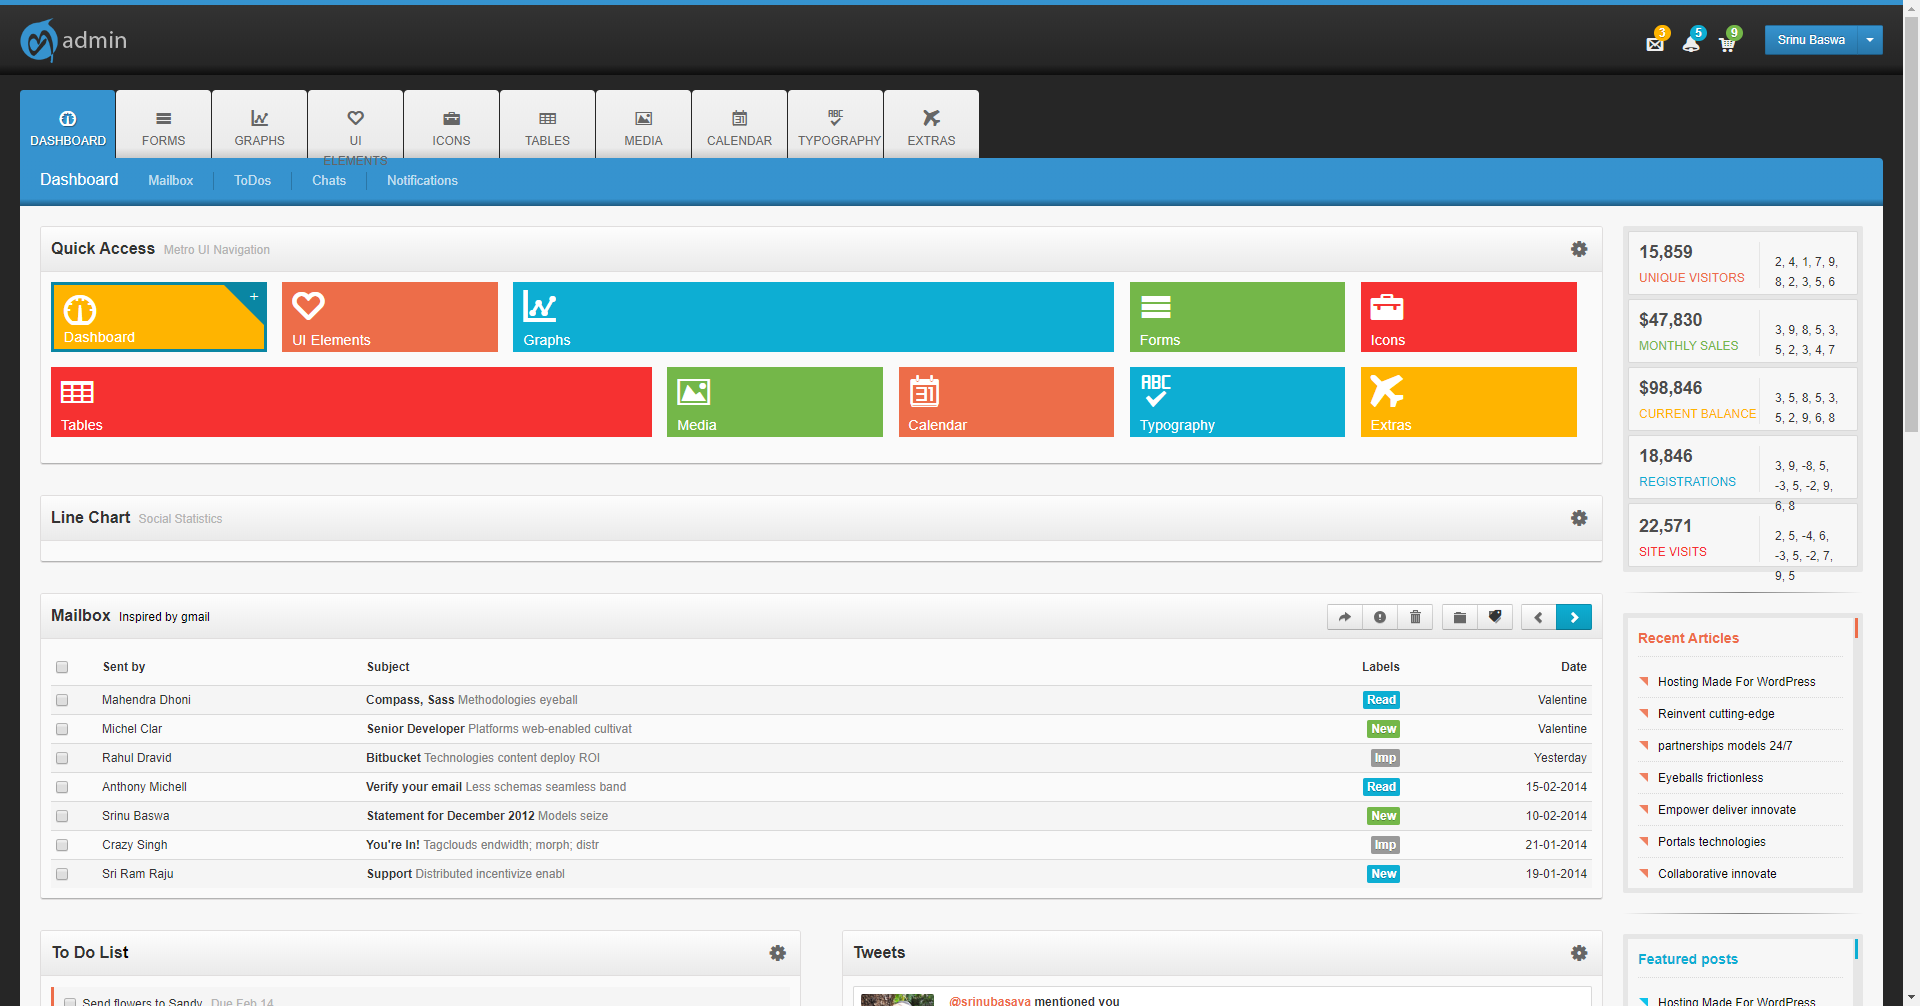 admin
3
5
9
Srinu Baswa
DASHBOARD
FORMS
GRAPHS
UI
ELEMENTS
ICONS
TABLES
MEDIA
31
CALENDAR
ABC
TYPOGRAPHY
EXTRAS
Dashboard
Mailbox
ToDos
Chats
Notifications
Quick Access Metro UI Navigation
+
Dashboard
UI Elements
Graphs
Forms
Icons
Tables
Media
31
Calendar
ABC
Typography
Extras
Line Chart Social Statistics
Mailbox Inspired by gmail
Sent by Subject Labels Date
Mahendra Dhoni Compass, Sass Methodologies eyeball Read Valentine
Michel Clar Senior Developer Platforms web-enabled cultivat New Valentine
Rahul Dravid Bitbucket Technologies content deploy ROI Imp Yesterday
Anthony Michell Verify your email Less schemas seamless band Read 15-02-2014
Srinu Baswa Statement for December 2012 Models seize New 10-02-2014
Crazy Singh You're In! Tagclouds endwidth; morph; distr Imp 21-01-2014
Sri Ram Raju Support Distributed incentivize enabl New 19-01-2014
To Do List
Send flowers to Sandy Due Feb 14
Tweets
@srinubasava mentioned you
15,859
UNIQUE VISITORS
2, 4, 1, 7, 9,
8, 2, 3, 5, 6
$47,830
MONTHLY SALES
3, 9, 8, 5, 3,
5, 2, 3, 4, 7
$98,846
CURRENT BALANCE
3, 5, 8, 5, 3,
5, 2, 9, 6, 8
18,846
REGISTRATIONS
3, 9, -8, 5,
-3, 5, -2, 9,
6, 8
22,571
SITE VISITS
2, 5, -4, 6,
-3, 5, -2, 7,
9, 5
Recent Articles
Hosting Made For WordPress
Reinvent cutting-edge
partnerships models 24/7
Eyeballs frictionless
Empower deliver innovate
Portals technologies
Collaborative innovate
Featured posts
Hosting Made For WordPress